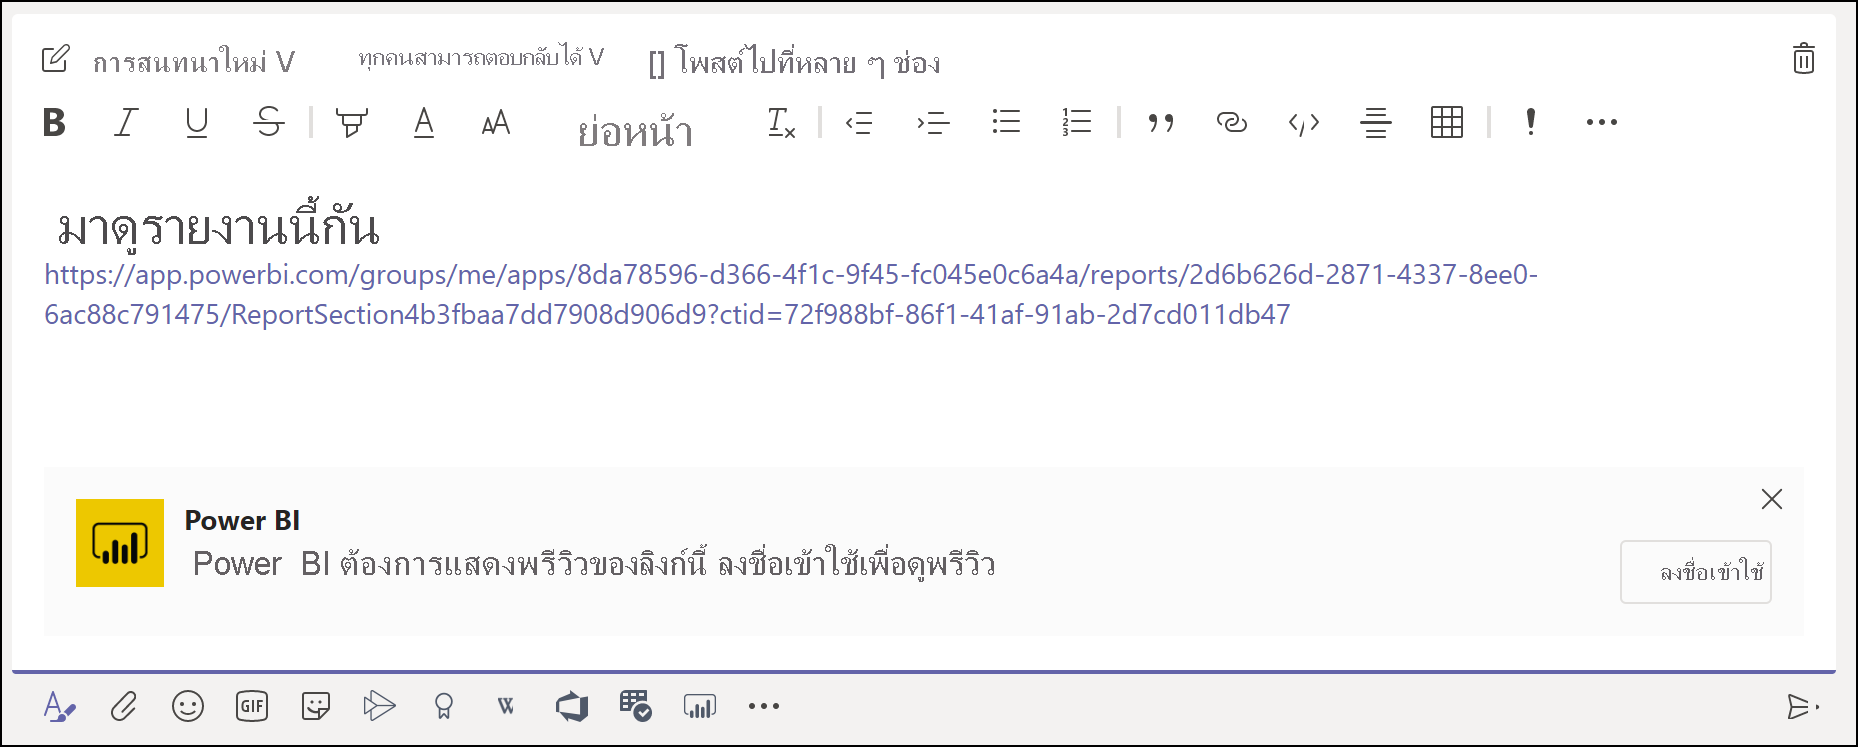 การสนทนาใหม่ V ทุกคนสามารถตอบกลับได้ V [] โพสต์ไปที่หลาย ๆ ช่อง
B I U S A AA ย่อหน้า Tx
มาดูรายงานนี้กัน
https://app.powerbi.com/groups/me/apps/8da78596-d366-4f1c-9f45-fc045e0c6a4a/reports/2d6b626d-2871-4337-8ee0-
6ac88c791475/ReportSection4b3fbaa7dd7908d906d9?ctid=72f988bf-86f1-41af-91ab-2d7cd011db47
Power BI
Power BI ต้องการแสดงพรีวิวของลิงก์นี้ ลงชื่อเข้าใช้เพื่อดูพรีวิว
ลงชื่อเข้าใช้
GIF